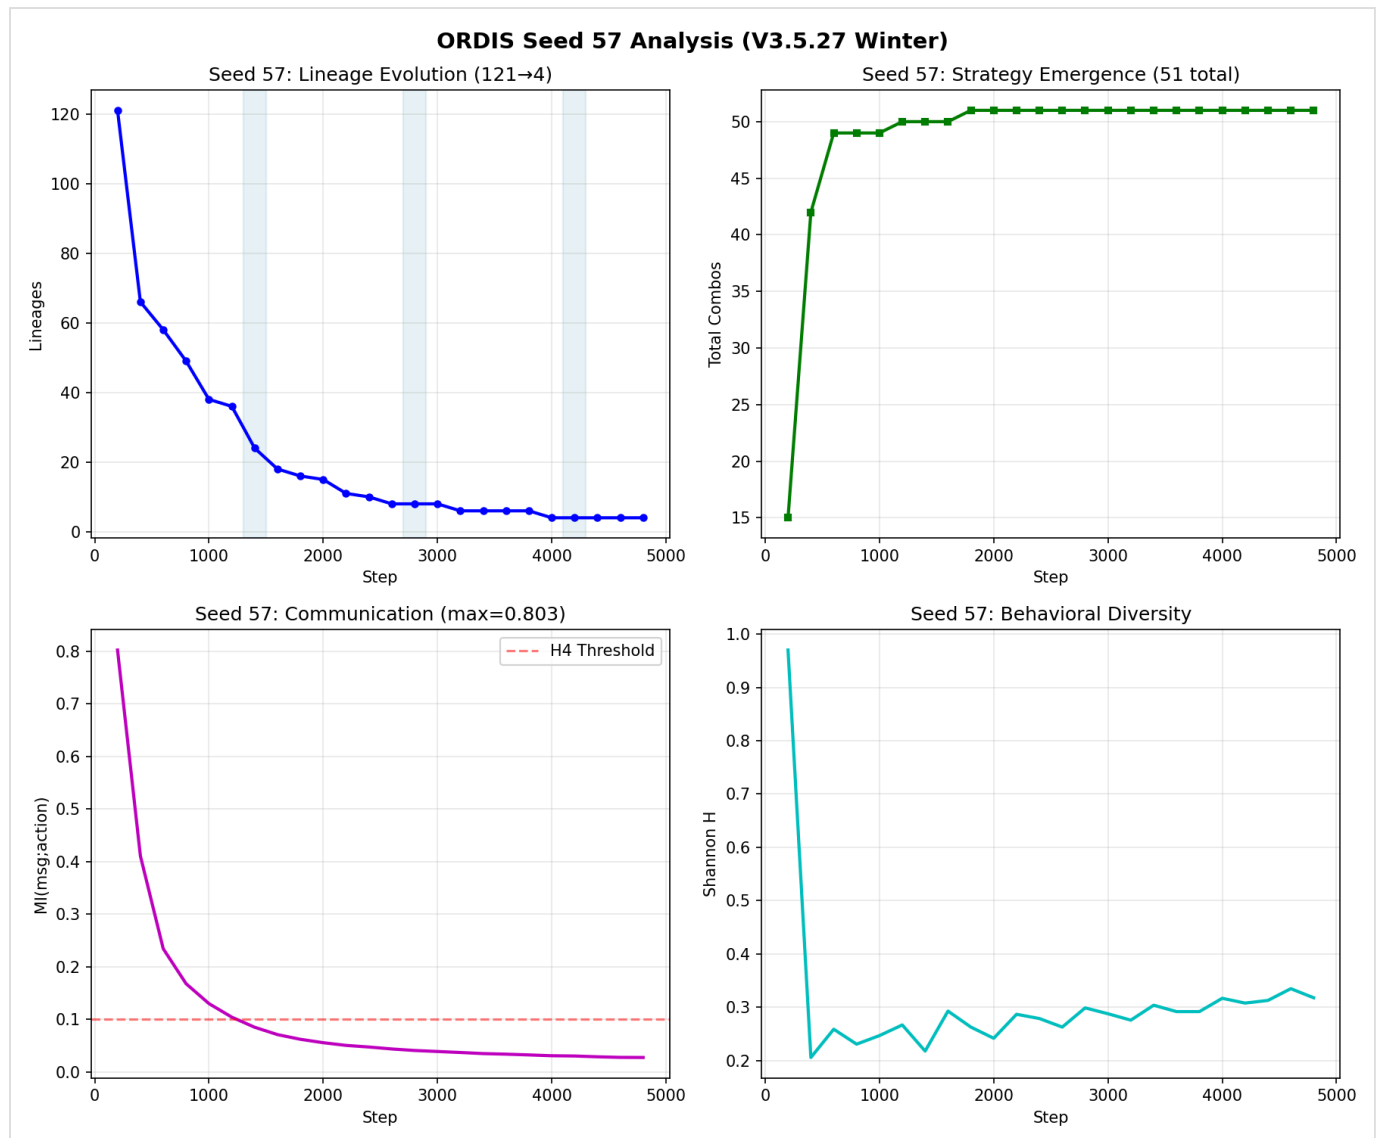 ORDIS Seed 57 Analysis (V3.5.27 Winter)
Seed 57: Lineage Evolution (121→4)
Lineages
120
100
80
60
40
20
0
0 1000 2000 3000 4000 5000
Step
Seed 57: Strategy Emergence (51 total)
Total Combos
50
45
40
35
30
25
20
15
0 1000 2000 3000 4000 5000
Step
Seed 57: Communication (max=0.803)
H4 Threshold
MI(msg;action)
0.8
0.7
0.6
0.5
0.4
0.3
0.2
0.1
0.0
0 1000 2000 3000 4000 5000
Step
Seed 57: Behavioral Diversity
Shannon H
1.0
0.9
0.8
0.7
0.6
0.5
0.4
0.3
0.2
0 1000 2000 3000 4000 5000
Step